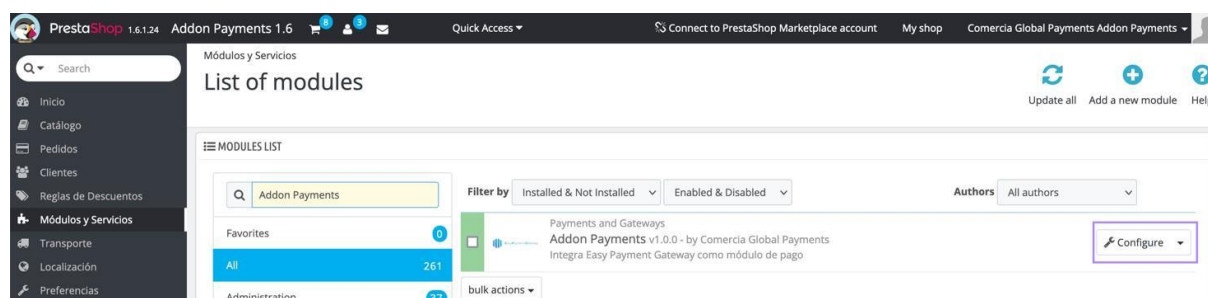 PrestaShop 1.6.1.24 Addon Payments 1.6 8 3 Quick Access Connect to PrestaShop Marketplace account My shop Comercia Global Payments Addon Payments
Search
Inicio
Catálogo
Pedidos
Clientes
Reglas de Descuentos
Módulos y Servicios
Transporte
Localización
Preferencias
Módulos y Servicios
List of modules
Update all Add a new module Help
MODULES LIST
Addon Payments
Favorites 0
All 261
Administration 37
Filter by Installed & Not Installed Enabled & Disabled Authors All authors
Payments and Gateways
Addon Payments v1.0.0 - by Comercia Global Payments
Integra Easy Payment Gateway como módulo de pago
Configure
bulk actions